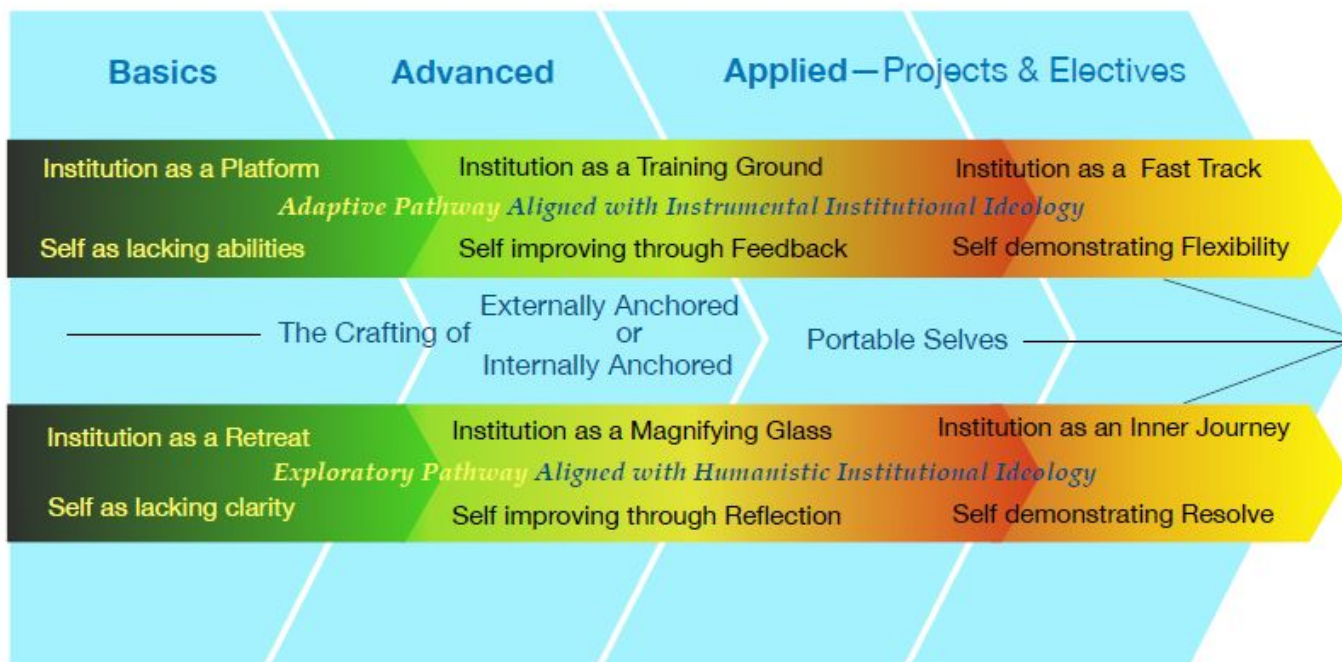 Basics
Advanced
Applied—Projects & Electives
Institution as a Platform
Institution as a Training Ground
Institution as a Fast Track
Adaptive Pathway Aligned with Instrumental Institutional Ideology
Self as lacking abilities
Self improving through Feedback
Self demonstrating Flexibility
The Crafting of
Externally Anchored
or
Internally Anchored
Portable Selves
Institution as a Retreat
Institution as a Magnifying Glass
Institution as an Inner Journey
Exploratory Pathway Aligned with Humanistic Institutional Ideology
Self as lacking clarity
Self improving through Reflection
Self demonstrating Resolve